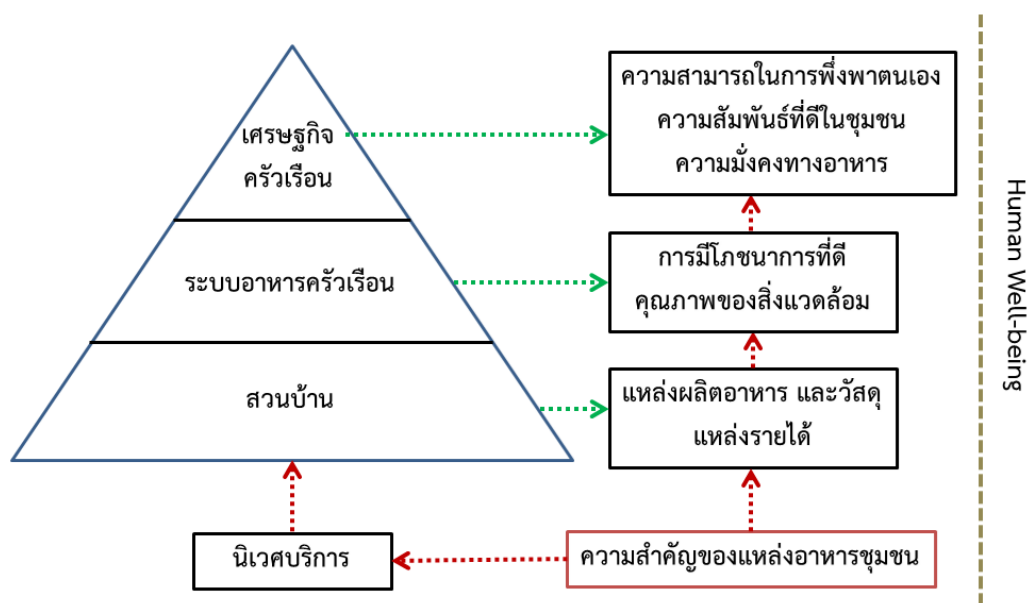 เศรษฐกิจ
ครัวเรือน
ความสามารถในการพึ่งพาตนเอง
ความสัมพันธ์ที่ดีในชุมชน
ความมั่งคงทางอาหาร
ระบบอาหารครัวเรือน
การมีโภชนาการที่ดี
คุณภาพของสิ่งแวดล้อม
สวนบ้าน
แหล่งผลิตอาหาร และวัสดุ
แหล่งรายได้
นิเวศบริการ
ความสำคัญของแหล่งอาหารชุมชน
Human Well-being